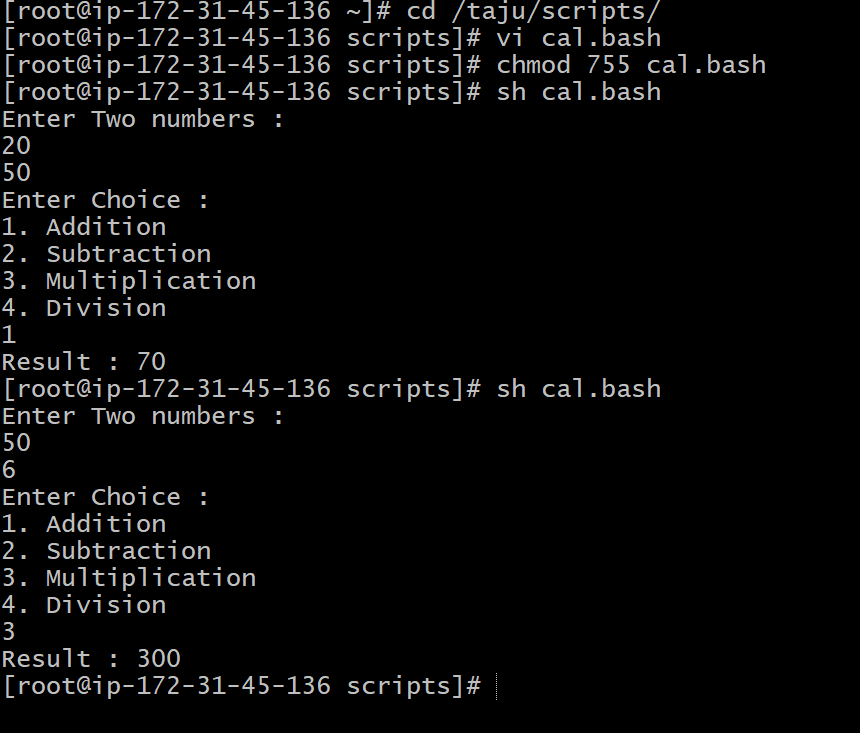 [root@ip-172-31-45-136 ~]# cd /taju/scripts/
[root@ip-172-31-45-136 scripts]# vi cal.bash
[root@ip-172-31-45-136 scripts]# chmod 755 cal.bash
[root@ip-172-31-45-136 scripts]# sh cal.bash
Enter Two numbers :
20
50
Enter Choice :
1. Addition
2. Subtraction
3. Multiplication
4. Division
1
Result : 70
[root@ip-172-31-45-136 scripts]# sh cal.bash
Enter Two numbers :
50
6
Enter Choice :
1. Addition
2. Subtraction
3. Multiplication
4. Division
3
Result : 300
[root@ip-172-31-45-136 scripts]#